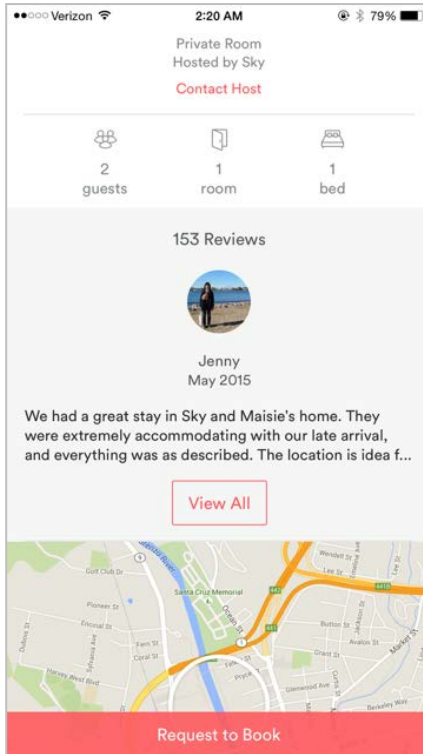 ●●○○○ Verizon 2:20 AM 79%
Private Room
Hosted by Sky
Contact Host
2 1 1
guests room bed
153 Reviews
Jenny
May 2015
We had a great stay in Sky and Maisie's home. They
were extremely accommodating with our late arrival,
and everything was as described. The location is idea f...
View All
Golf Club Dr
Wendell St
Lee St
Santa Cruz Memorial
Ocean St
Pioneer St
Button St
Jackson St
Encinal St
Avalon St
Market St
Dubois St
Sylvania Ave
Fern St
Coral St
Grant St
Pryce
Harvey West Blvd
Glenwood Ave
Berkeley Way
Request to Book